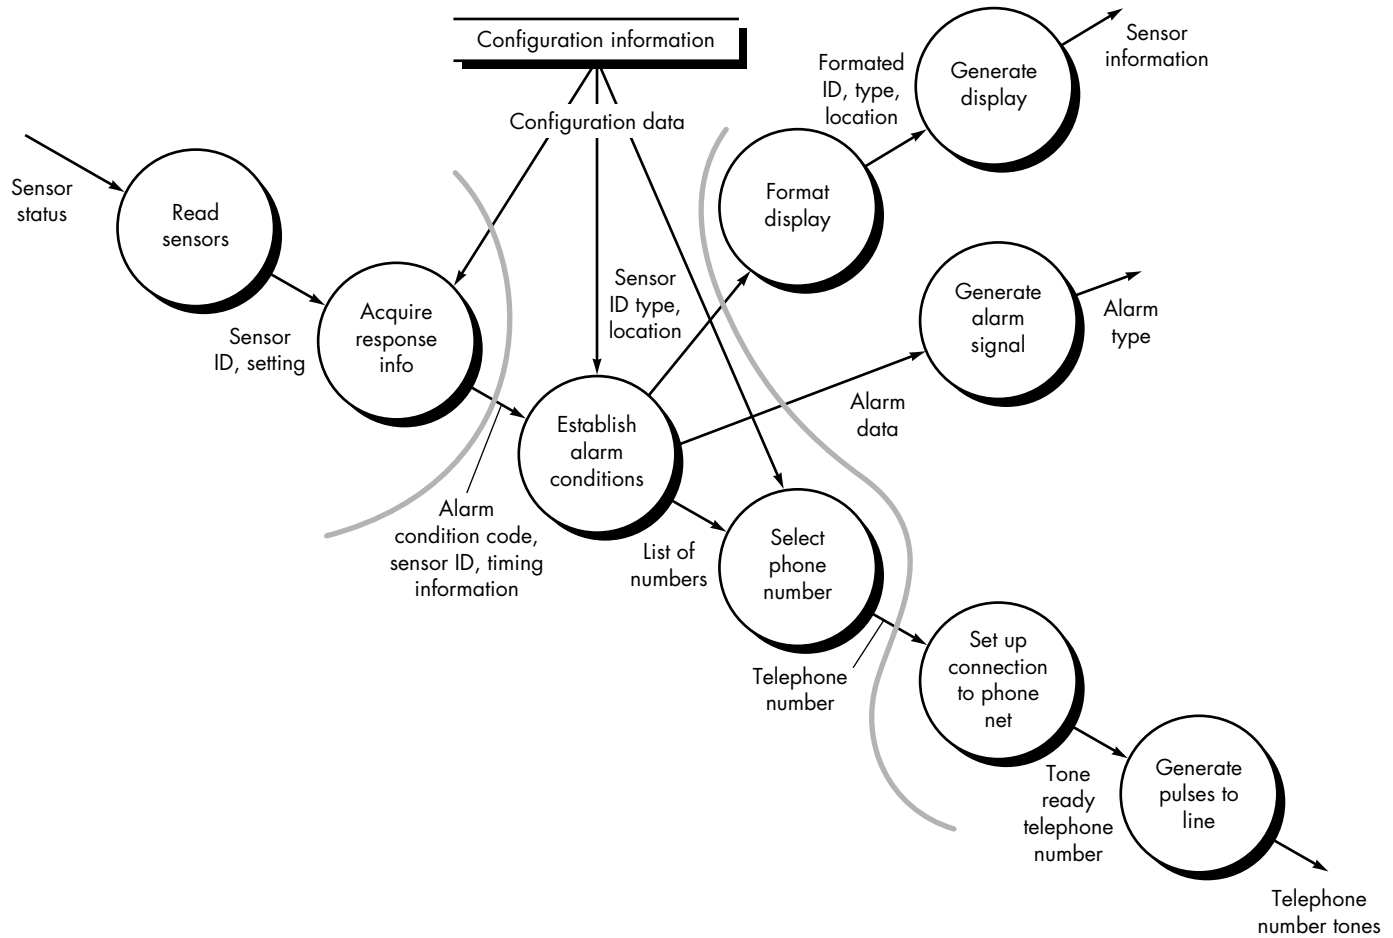 Configuration information
Configuration data
Sensor
status
Read
sensors
Sensor
ID, setting
Acquire
response
info
Alarm
condition code,
sensor ID, timing
information
Establish
alarm
conditions
Sensor
ID type,
location
Format
display
Formated
ID, type,
location
Generate
display
Sensor
information
Alarm
data
Generate
alarm
signal
Alarm
type
List of
numbers
Select
phone
number
Telephone
number
Set up
connection
to phone
net
Tone
ready
telephone
number
Generate
pulses to
line
Telephone
number tones